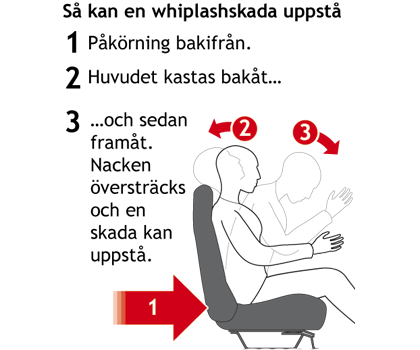 Så kan en whiplashskada uppstå
1 Påkörning bakifrån.
2 Huvudet kastas bakåt...
3 ...och sedan
framåt.
Nacken
översträcks
och en
skada kan
uppstå.
2
3
1